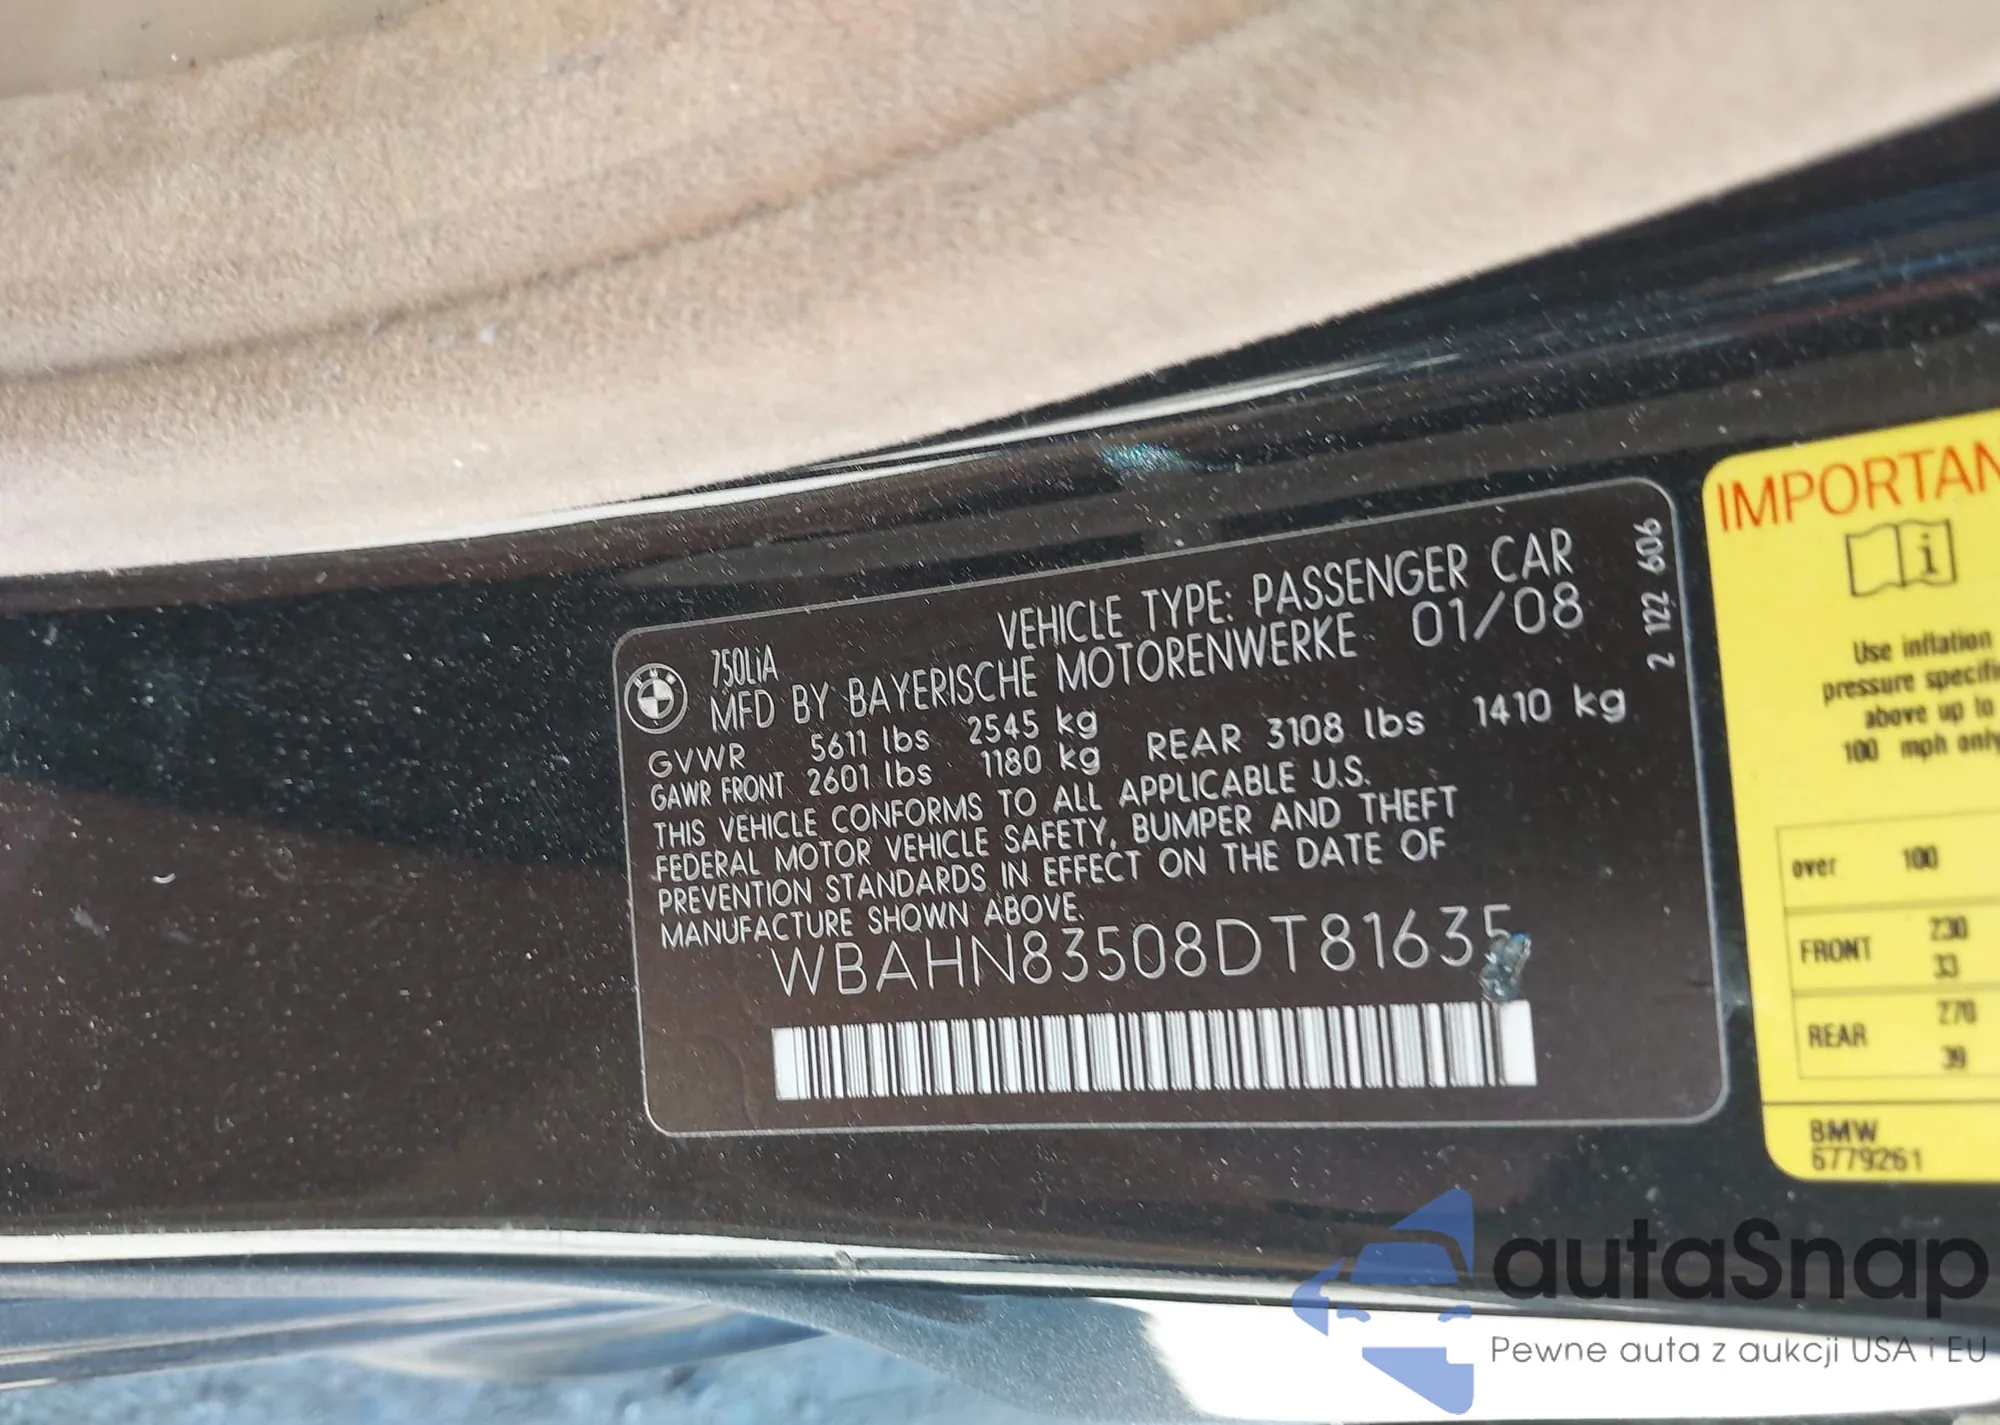 VEHICLE TYPE: PASSENGER CAR
750LiA
MFD BY BAYERISCHE MOTORENWERKE 01/08
GVWR 5611 lbs 2545 kg
GAWR FRONT 2601 lbs 1180 kg REAR 3108 lbs 1410 kg
THIS VEHICLE CONFORMS TO ALL APPLICABLE U.S.
FEDERAL MOTOR VEHICLE SAFETY, BUMPER AND THEFT
PREVENTION STANDARDS IN EFFECT ON THE DATE OF
MANUFACTURE SHOWN ABOVE.
WBAHN83508DT81635
2 122 606
BMW
IMPORTAN
i
Use inflation
pressure specifi
above up to
100 mph only
over 100
FRONT 230
33
REAR 270
39
BMW
6779261
autaSnap
Pewne auta z aukcji USA i EU